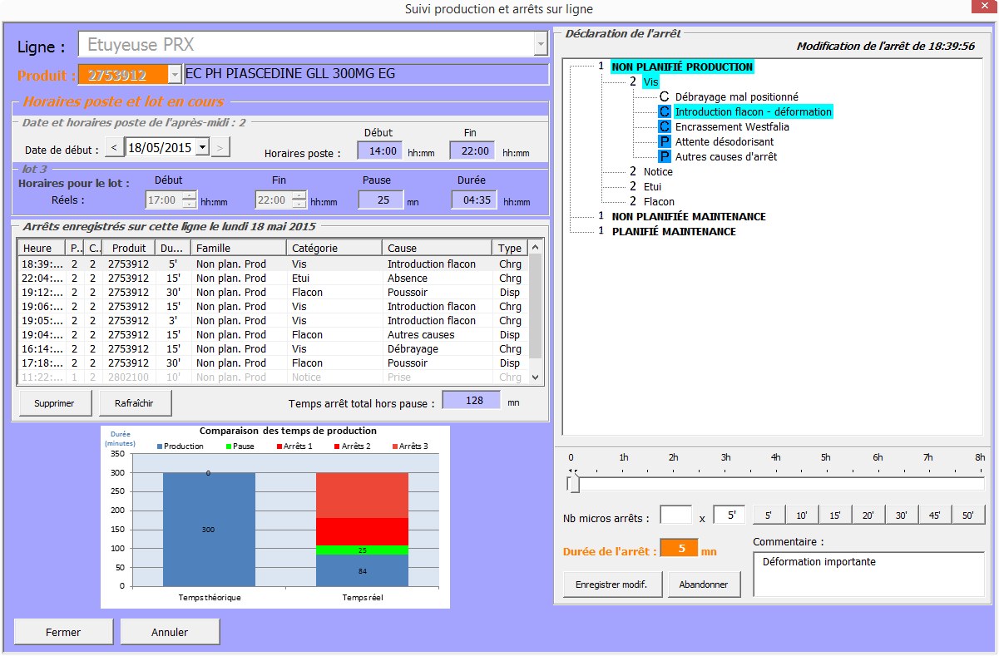 Suivi production et arrêts sur ligne
Ligne : Etuyeuse PRX
Produit : 2753912 EC PH PIASCEDINE GLL 300MG EG
Horaires poste et lot en cours
Date et horaires poste de l'après-midi : 2
Début Fin
Date de début : < 18/05/2015 > Horaires poste : 14:00 hh:mm 22:00 hh:mm
lot 3
Horaires pour le lot : Début Fin Pause Durée
Réels : 17:00 hh:mm 22:00 hh:mm 25 mn 04:35 hh:mm
Arrêts enregistrés sur cette ligne le lundi 18 mai 2015
Heure P.. C.. Produit Du... Famille Catégorie Cause Type
18:39:... 2 2 2753912 5' Non plan. Prod Vis Introduction flacon Chrg
22:04:... 2 2 2753912 15' Non plan. Prod Etui Absence Chrg
19:12:... 2 2 2753912 30' Non plan. Prod Flacon Poussoir Disp
19:06:... 2 2 2753912 15' Non plan. Prod Vis Introduction flacon Chrg
19:05:... 2 2 2753912 3' Non plan. Prod Vis Introduction flacon Chrg
19:04:... 2 2 2753912 15' Non plan. Prod Flacon Autres causes Disp
16:14:... 2 2 2753912 15' Non plan. Prod Vis Débrayage Chrg
17:18:... 2 2 2753912 30' Non plan. Prod Flacon Poussoir Disp
11:22:... 1 2 2802100 10' Non plan. Prod Notice Prise Chrg
Supprimer Rafraîchir Temps arrêt total hors pause : 128 mn
Comparaison des temps de production
Durée
(minutes)
Production Pause Arrêts 1 Arrêts 2 Arrêts 3
350
300
250
200
150
100
50
0
0
300
25
84
Temps théorique Temps réel
Fermer Annuler
Déclaration de l'arrêt
Modification de l'arrêt de 18:39:56
1 NON PLANIFIÉ PRODUCTION
2 Vis
C Débrayage mal positionné
C Introduction flacon - déformation
C Encrassement Westfalia
P Attente désodorisant
P Autres causes d'arrêt
2 Notice
2 Etui
2 Flacon
1 NON PLANIFIÉE MAINTENANCE
1 PLANIFIÉ MAINTENANCE
0 1h 2h 3h 4h 5h 6h 7h 8h
Nb micros arrêts : x 5' 5' 10' 15' 20' 30' 45' 50'
Durée de l'arrêt : 5 mn
Commentaire :
Déformation importante
Enregistrer modif. Abandonner